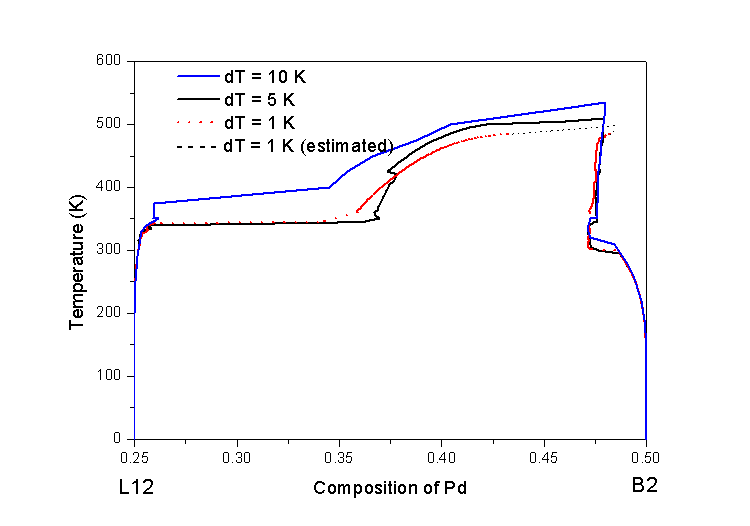 600
500
400
300
200
100
0
Temperature (K)
dT = 10 K
dT = 5 K
dT = 1 K
dT = 1 K (estimated)
0.25 0.30 0.35 0.40 0.45 0.50
L12 Composition of Pd B2